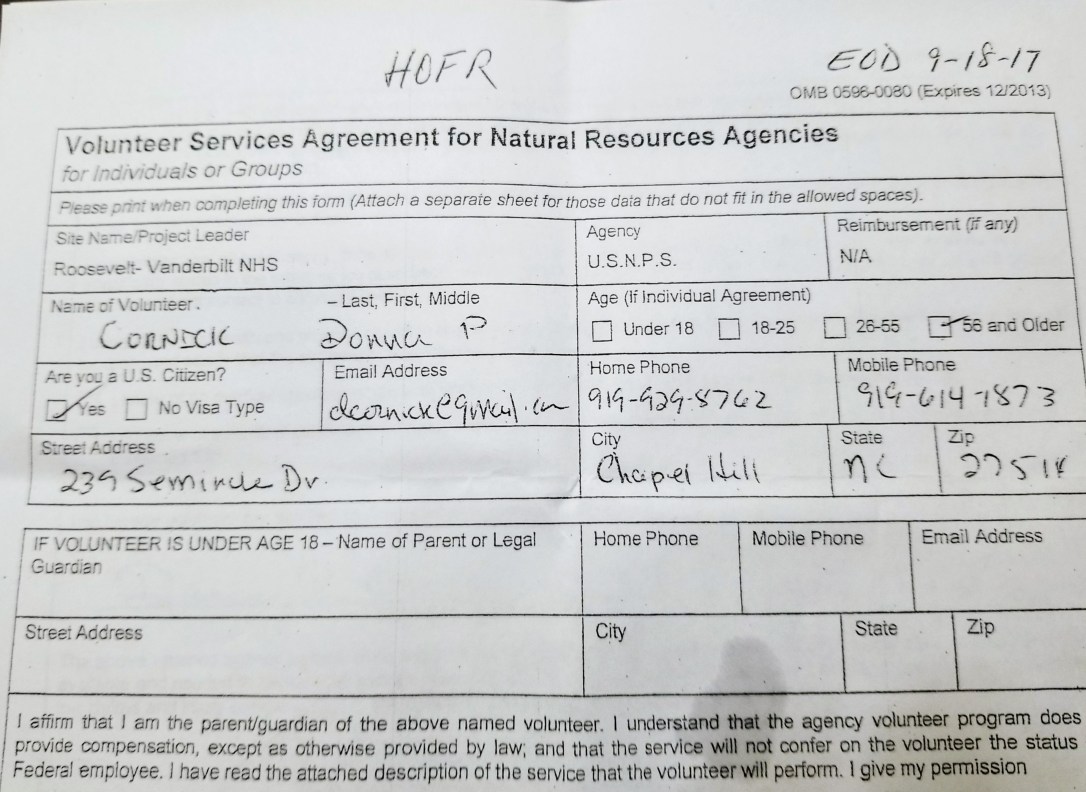 HOFR
EOD 9-18-17
OMB 0596-0080 (Expires 12/2013)
Volunteer Services Agreement for Natural Resources Agencies
for Individuals or Groups
Please print when completing this form (Attach a separate sheet for those data that do not fit in the allowed spaces).
Site Name/Project Leader
Roosevelt- Vanderbilt NHS
Agency
U.S.N.P.S.
Reimbursement (if any)
N/A
Name of Volunteer. – Last, First, Middle
CORNICK Donna P
Age (If Individual Agreement)
Under 18 18-25 26-55 56 and Older
Are you a U.S. Citizen?
Yes No Visa Type
Email Address
dcornick@gmail.com
Home Phone
919-929-8762
Mobile Phone
919-614-1873
Street Address
239 Dr.
City
Chapel Hill
State
NC
Zip
IF VOLUNTEER IS UNDER AGE 18 – Name of Parent or Legal
Guardian
Home Phone
Mobile Phone
Email Address
Street Address
City
State
Zip
I affirm that I am the parent/guardian of the above named volunteer. I understand that the agency volunteer program does
provide compensation, except as otherwise provided by law; and that the service will not confer on the volunteer the status
Federal employee. I have read the attached description of the service that the volunteer will perform. I give my permission